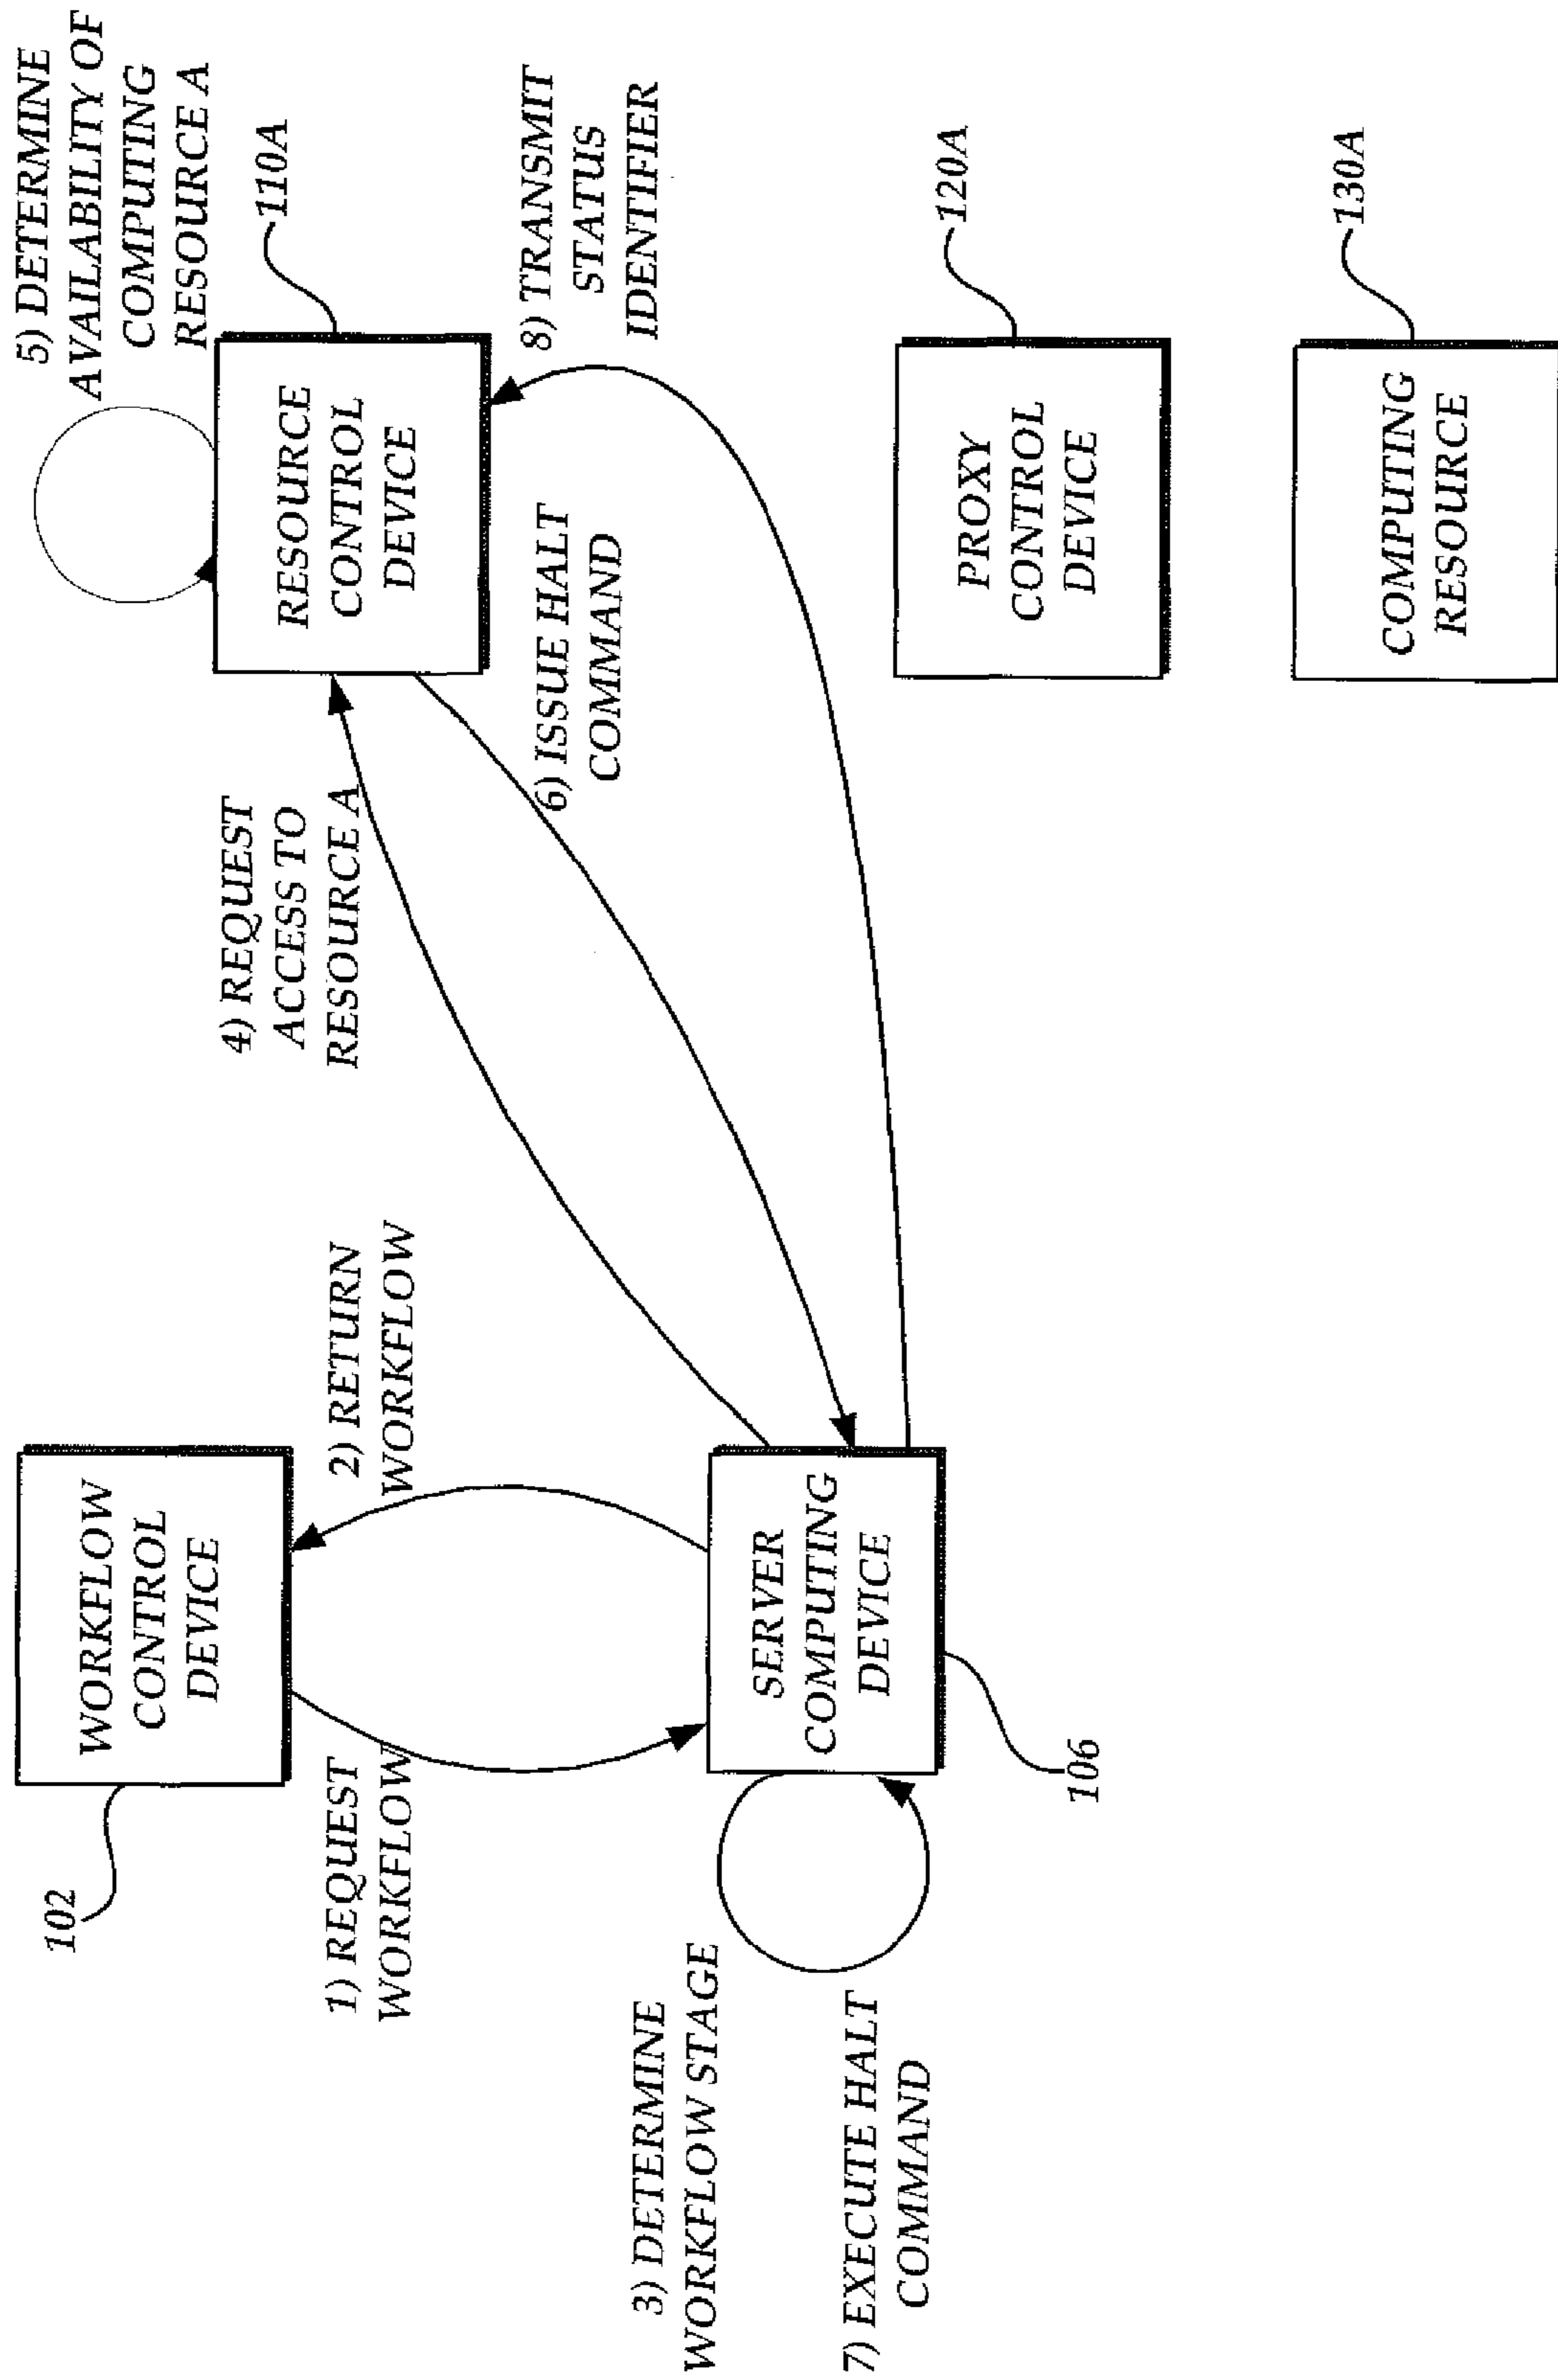 102
WORKFLOW
CONTROL
DEVICE
1) REQUEST
WORKFLOW
2) RETURN
WORKFLOW
3) DETERMINE
WORKFLOW STAGE
7) EXECUTE HALT
COMMAND
SERVER
COMPUTING
DEVICE
106
4) REQUEST
ACCESS TO
RESOURCE A
5) DETERMINE
AVAILABILITY OF
COMPUTING
RESOURCE A
RESOURCE
CONTROL
DEVICE
110A
6) ISSUE HALT
COMMAND
8) TRANSMIT
STATUS
IDENTIFIER
PROXY
CONTROL
DEVICE
120A
COMPUTING
RESOURCE
130A